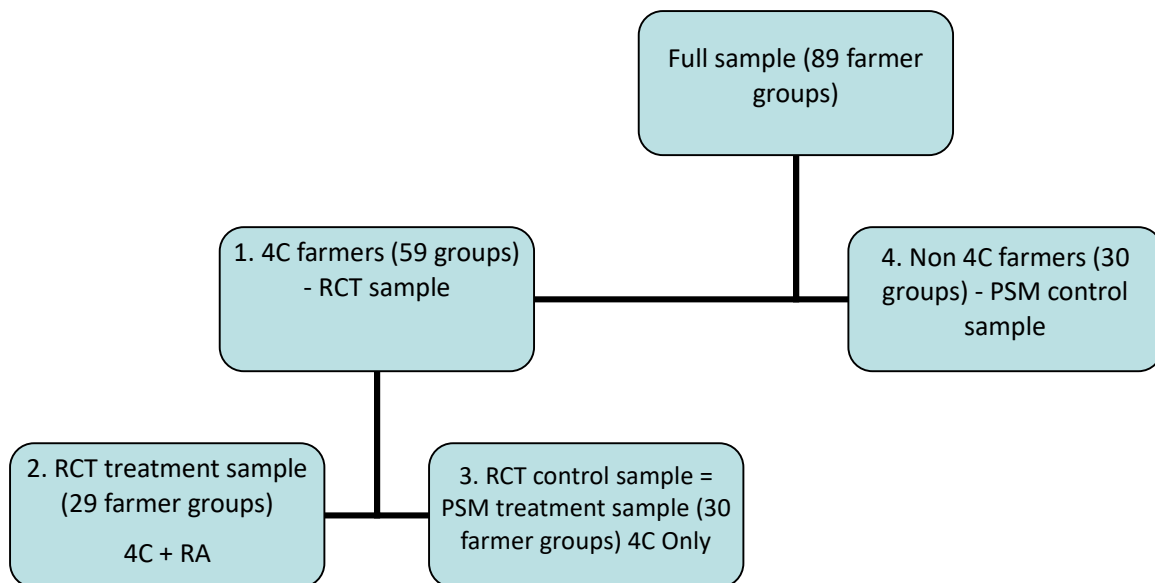 Full sample (89 farmer
groups)
1. 4C farmers (59 groups)
- RCT sample
4. Non 4C farmers (30
groups) - PSM control
sample
2. RCT treatment sample
(29 farmer groups)
4C + RA
3. RCT control sample =
PSM treatment sample (30
farmer groups) 4C Only